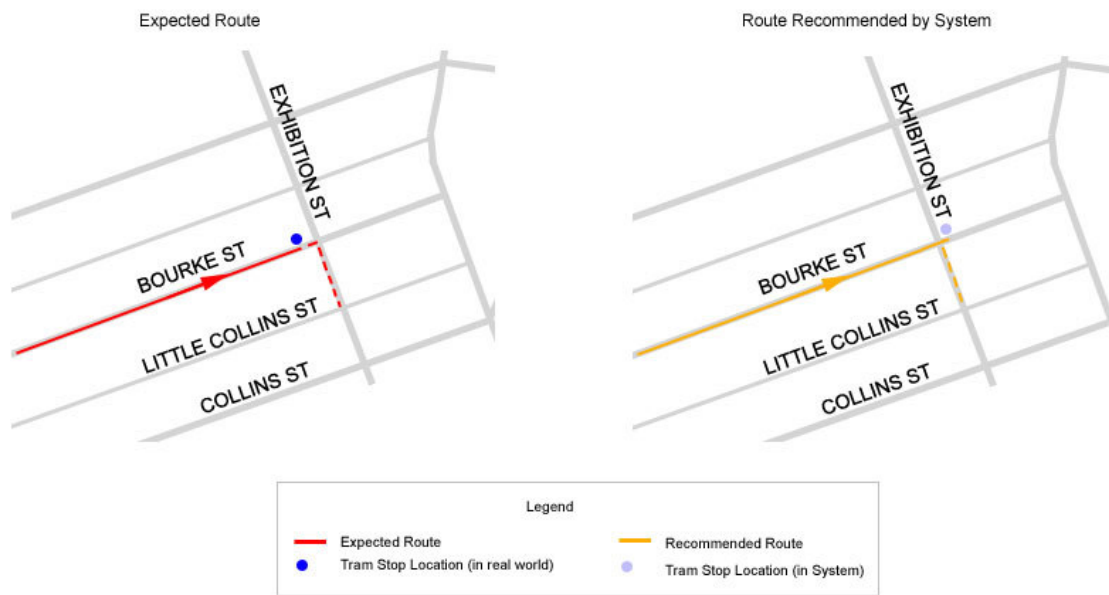 Expected Route
Route Recommended by System
EXHIBITION ST
BOURKE ST
LITTLE COLLINS ST
COLLINS ST
EXHIBITION ST
BOURKE ST
LITTLE COLLINS ST
COLLINS ST
Legend
Expected Route
Recommended Route
Tram Stop Location (in real world)
Tram Stop Location (in System)